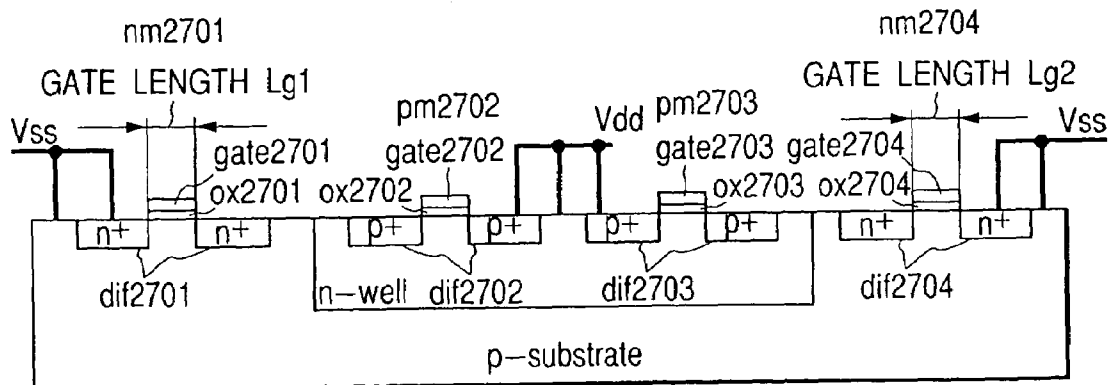 nm2701
nm2704
GATE LENGTH Lg1
GATE LENGTH Lg2
pm2702
pm2703
Vss
Vdd
Vss
gate2701
gate2702
gate2703
gate2704
ox2701
ox2702
ox2703
ox2704
n+
n+
p+
p+
p+
p+
n+
n+
dif2701
n-well
dif2702
dif2703
dif2704
p-substrate